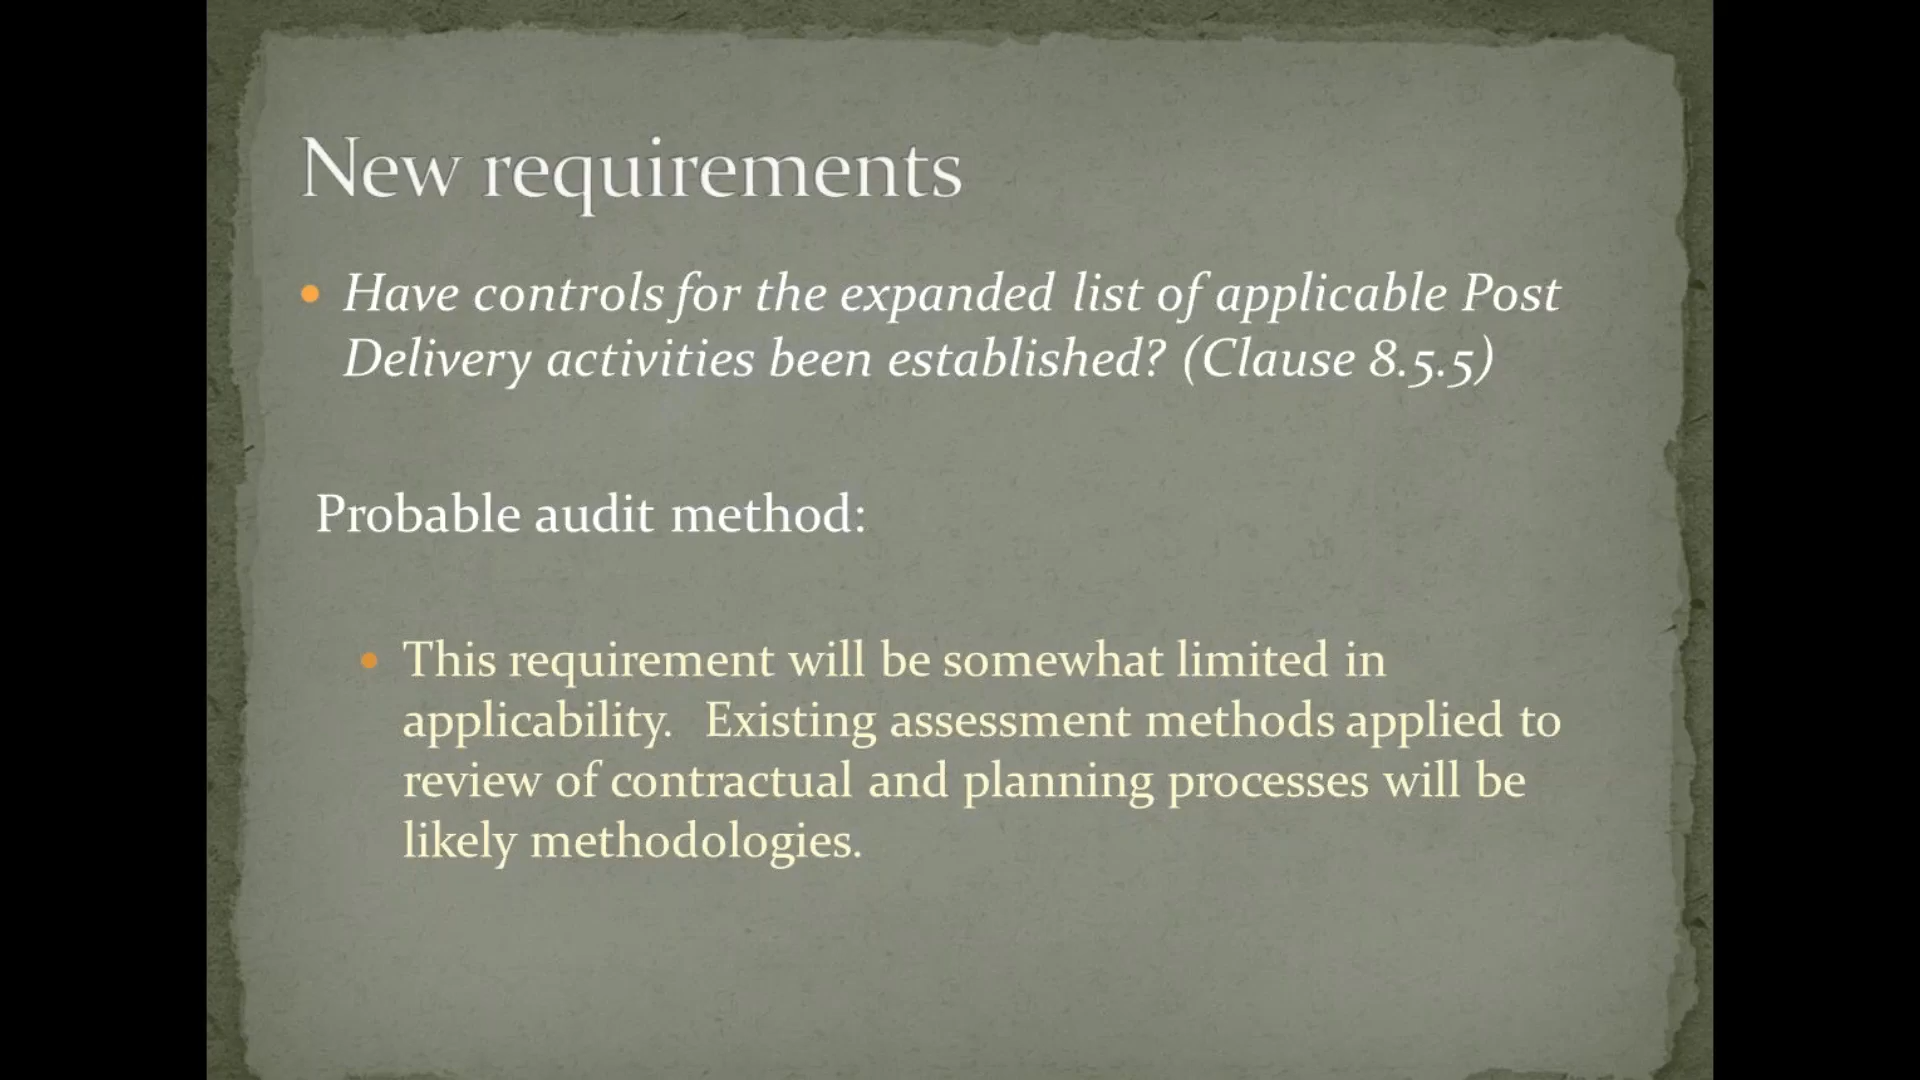 New requirements
• Have controls for the expanded list of applicable Post
Delivery activities been established? (Clause 8.5.5)
Probable audit method:
• This requirement will be somewhat limited in
applicability.  Existing assessment methods applied to
review of contractual and planning processes will be
likely methodologies.